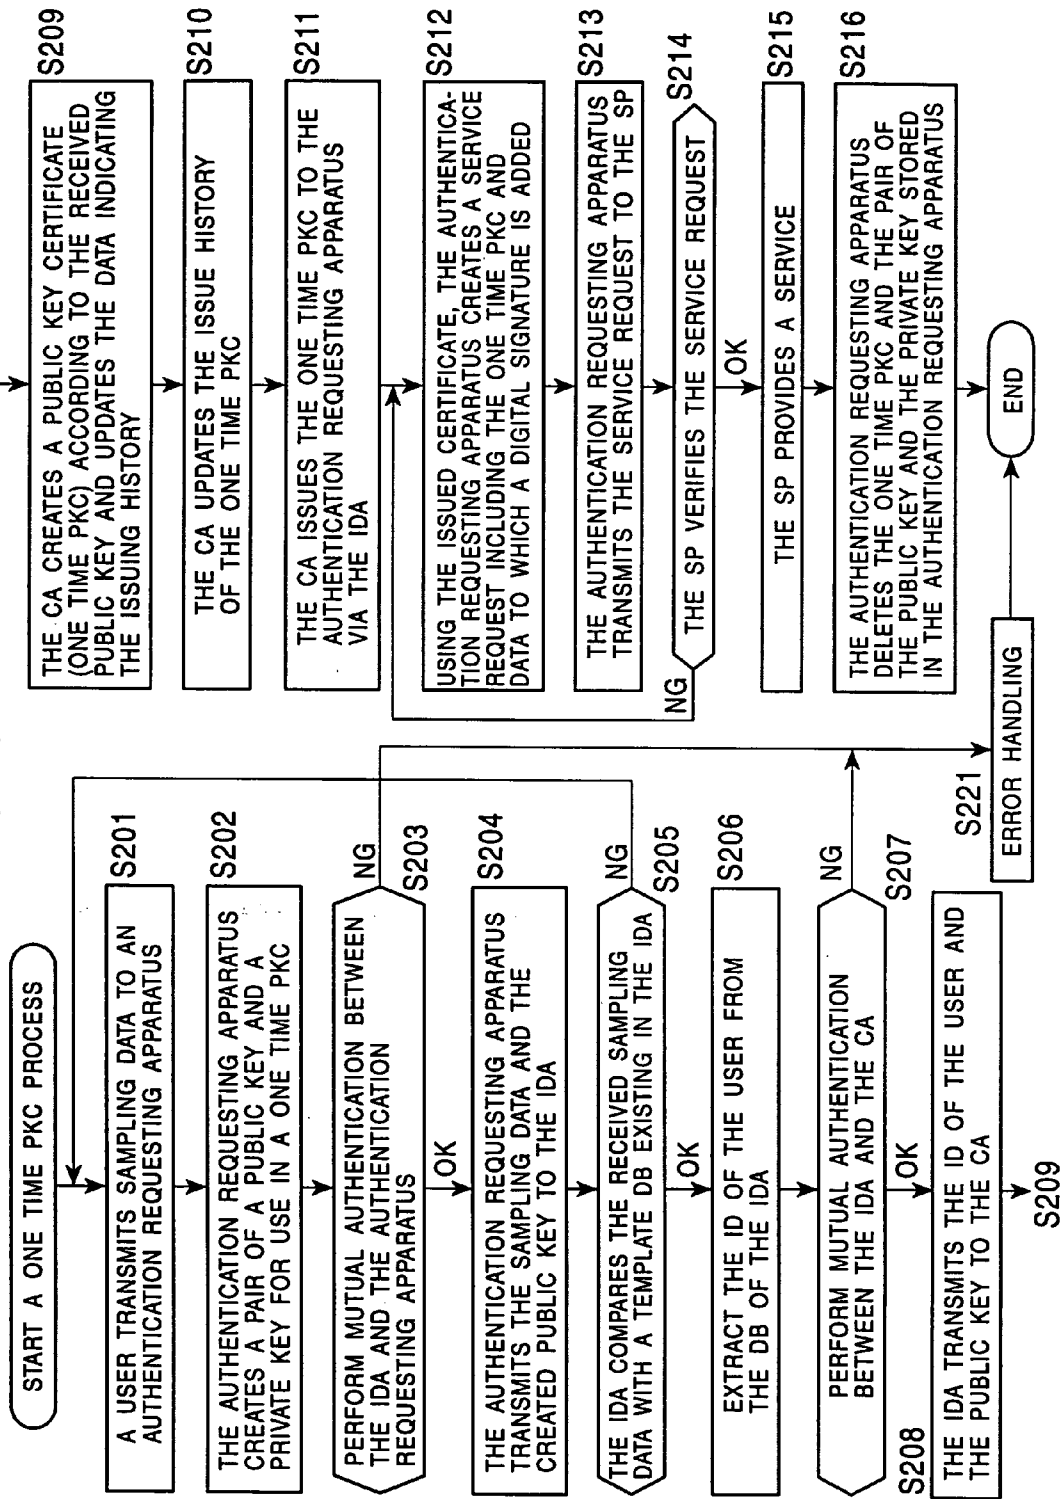 START A ONE TIME PKC PROCESS
S201
A USER TRANSMITS SAMPLING DATA TO AN
AUTHENTICATION REQUESTING APPARATUS
S202
THE AUTHENTICATION REQUESTING APPARATUS
CREATES A PAIR OF A PUBLIC KEY AND A
PRIVATE KEY FOR USE IN A ONE TIME PKC
PERFORM MUTUAL AUTHENTICATION BETWEEN
THE IDA AND THE AUTHENTICATION
REQUESTING APPARATUS
NG
S203
OK
S204
THE AUTHENTICATION REQUESTING APPARATUS
TRANSMITS THE SAMPLING DATA AND THE
CREATED PUBLIC KEY TO THE IDA
THE IDA COMPARES THE RECEIVED SAMPLING
DATA WITH A TEMPLATE DB EXISTING IN THE IDA
NG
S205
OK
S206
EXTRACT THE ID OF THE USER FROM
THE DB OF THE IDA
PERFORM MUTUAL AUTHENTICATION
BETWEEN THE IDA AND THE CA
NG
S207
OK
S208
THE IDA TRANSMITS THE ID OF THE USER AND
THE PUBLIC KEY TO THE CA
S209
S221
ERROR HANDLING
S209
THE CA CREATES A PUBLIC KEY CERTIFICATE
(ONE TIME PKC) ACCORDING TO THE RECEIVED
PUBLIC KEY AND UPDATES THE DATA INDICATING
THE ISSUING HISTORY
S210
THE CA UPDATES THE ISSUE HISTORY
OF THE ONE TIME PKC
S211
THE CA ISSUES THE ONE TIME PKC TO THE
AUTHENTICATION REQUESTING APPARATUS
VIA THE IDA
S212
USING THE ISSUED CERTIFICATE, THE AUTHENTICA-
TION REQUESTING APPARATUS CREATES A SERVICE
REQUEST INCLUDING THE ONE TIME PKC AND
DATA TO WHICH A DIGITAL SIGNATURE IS ADDED
S213
THE AUTHENTICATION REQUESTING APPARATUS
TRANSMITS THE SERVICE REQUEST TO THE SP
S214
THE SP VERIFIES THE SERVICE REQUEST
NG
OK
S215
THE SP PROVIDES A SERVICE
S216
THE AUTHENTICATION REQUESTING APPARATUS
DELETES THE ONE TIME PKC AND THE PAIR OF
THE PUBLIC KEY AND THE PRIVATE KEY STORED
IN THE AUTHENTICATION REQUESTING APPARATUS
END